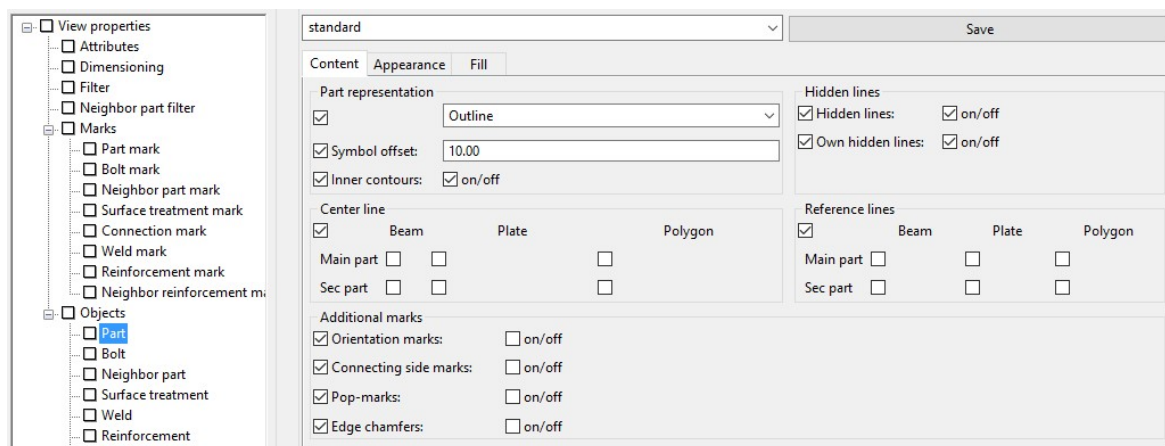 View properties
Attributes
Dimensioning
Filter
Neighbor part filter
Marks
Part mark
Bolt mark
Neighbor part mark
Surface treatment mark
Connection mark
Weld mark
Reinforcement mark
Neighbor reinforcement ma
Objects
Part
Bolt
Neighbor part
Surface treatment
Weld
Reinforcement
standard
Save
Content Appearance Fill
Part representation
Outline
Symbol offset: 10.00
Inner contours: on/off
Hidden lines
Hidden lines: on/off
Own hidden lines: on/off
Center line
Beam Plate Polygon
Main part
Sec part
Reference lines
Beam Plate Polygon
Main part
Sec part
Additional marks
Orientation marks: on/off
Connecting side marks: on/off
Pop-marks: on/off
Edge chamfers: on/off